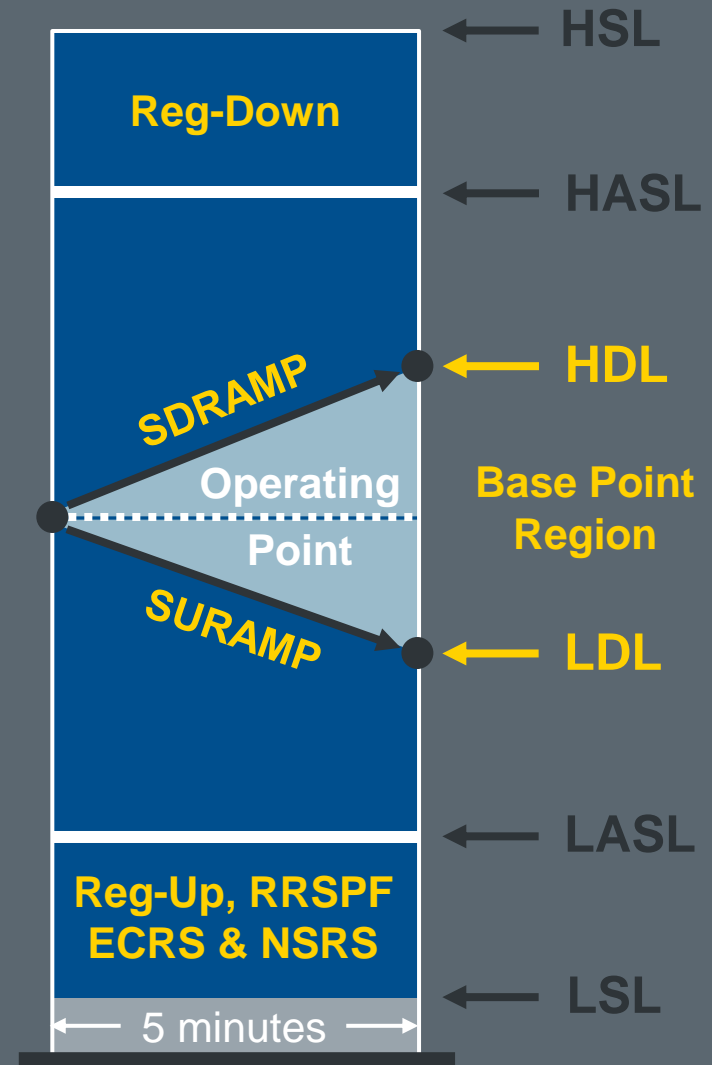 HSL
Reg-Down
HASL
SDRAMP
HDL
Operating
Point
Base Point
Region
SURAMP
LDL
LASL
Reg-Up, RRSPF
ECRS & NSRS
LSL
5 minutes